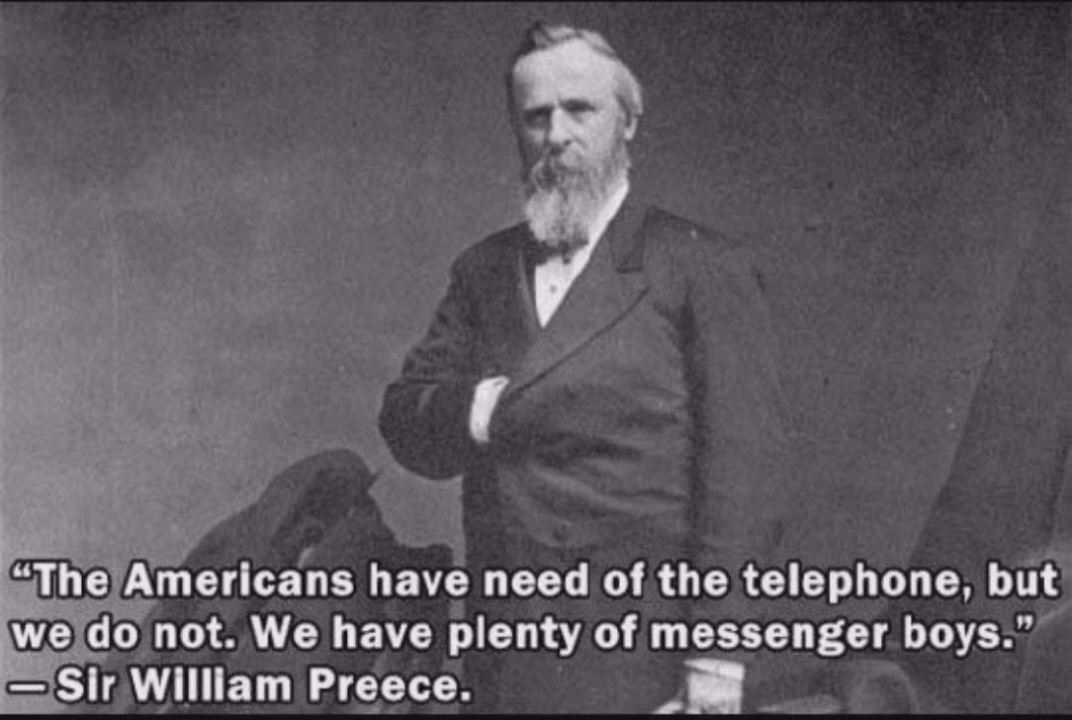 “The Americans have need of the telephone, but
we do not. We have plenty of messenger boys.”
— Sir William Preece.